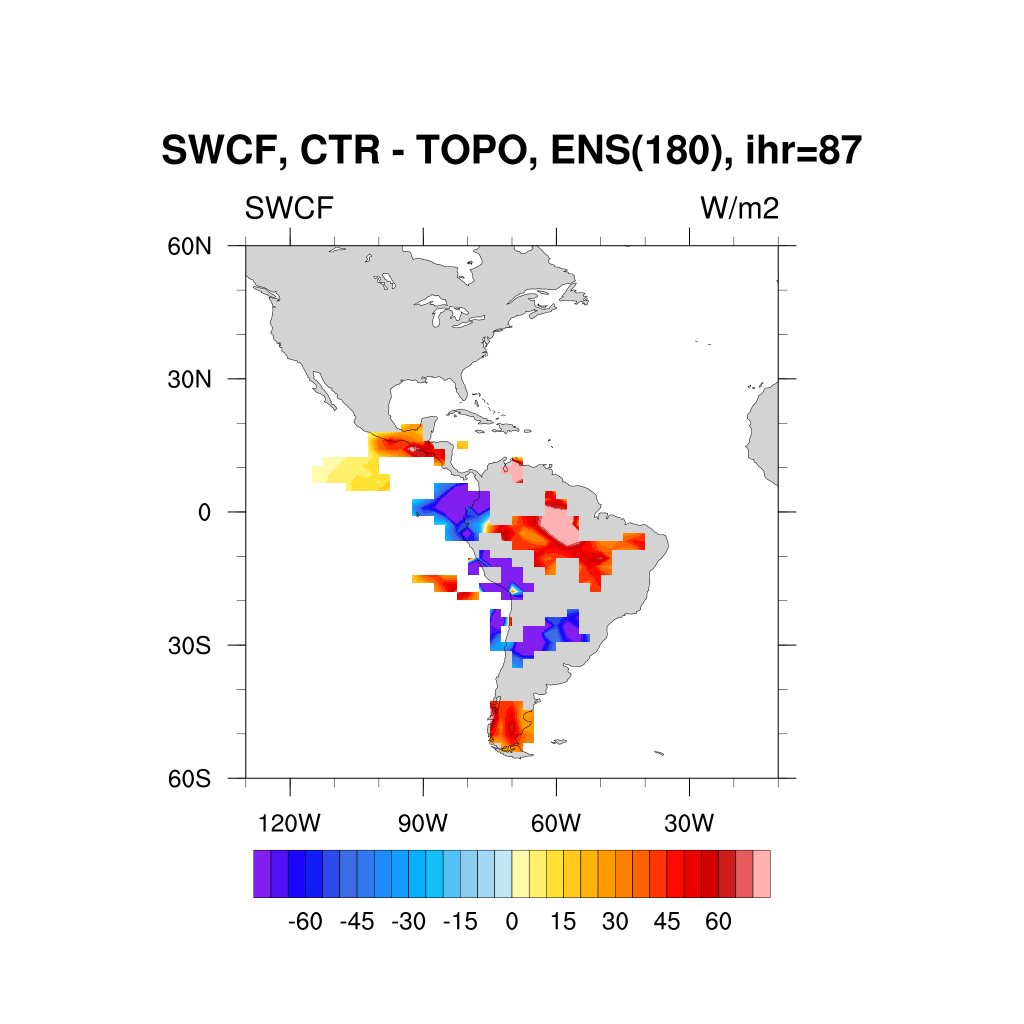 SWCF, CTR - TOPO, ENS(180), ihr=87
SWCF W/m2
60N
30N
0
30S
60S
120W 90W 60W 30W
-60 -45 -30 -15 0 15 30 45 60